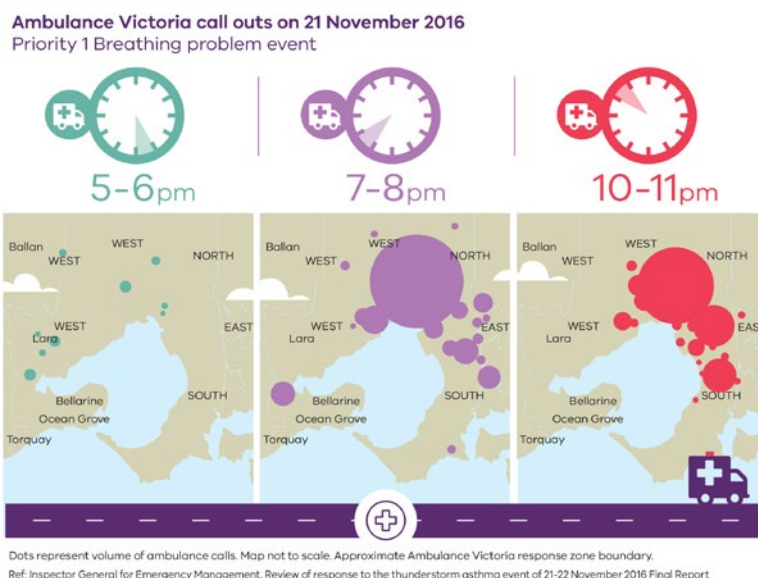 Ambulance Victoria call outs on 21 November 2016
Priority 1 Breathing problem event
5-6pm
7-8pm
10-11pm
Ballan
WEST
WEST
NORTH
WEST
Lara
EAST
Bellarine
SOUTH
Ocean Grove
Torquay
Ballan
WEST
WEST
NORTH
WEST
Lara
EAST
Bellarine
SOUTH
Ocean Grove
Torquay
Ballan
WEST
WEST
NORTH
WEST
Lara
EAS
Bellarine
SOUTH
Ocean Grove
Torquay
Dots represent volume of ambulance calls. Map not to scale. Approximate Ambulance Victoria response zone boundary.
Ref: Inspector General for Emergency Management, Review of response to the thunderstorm asthma event of 21-22 November 2016 Final Report